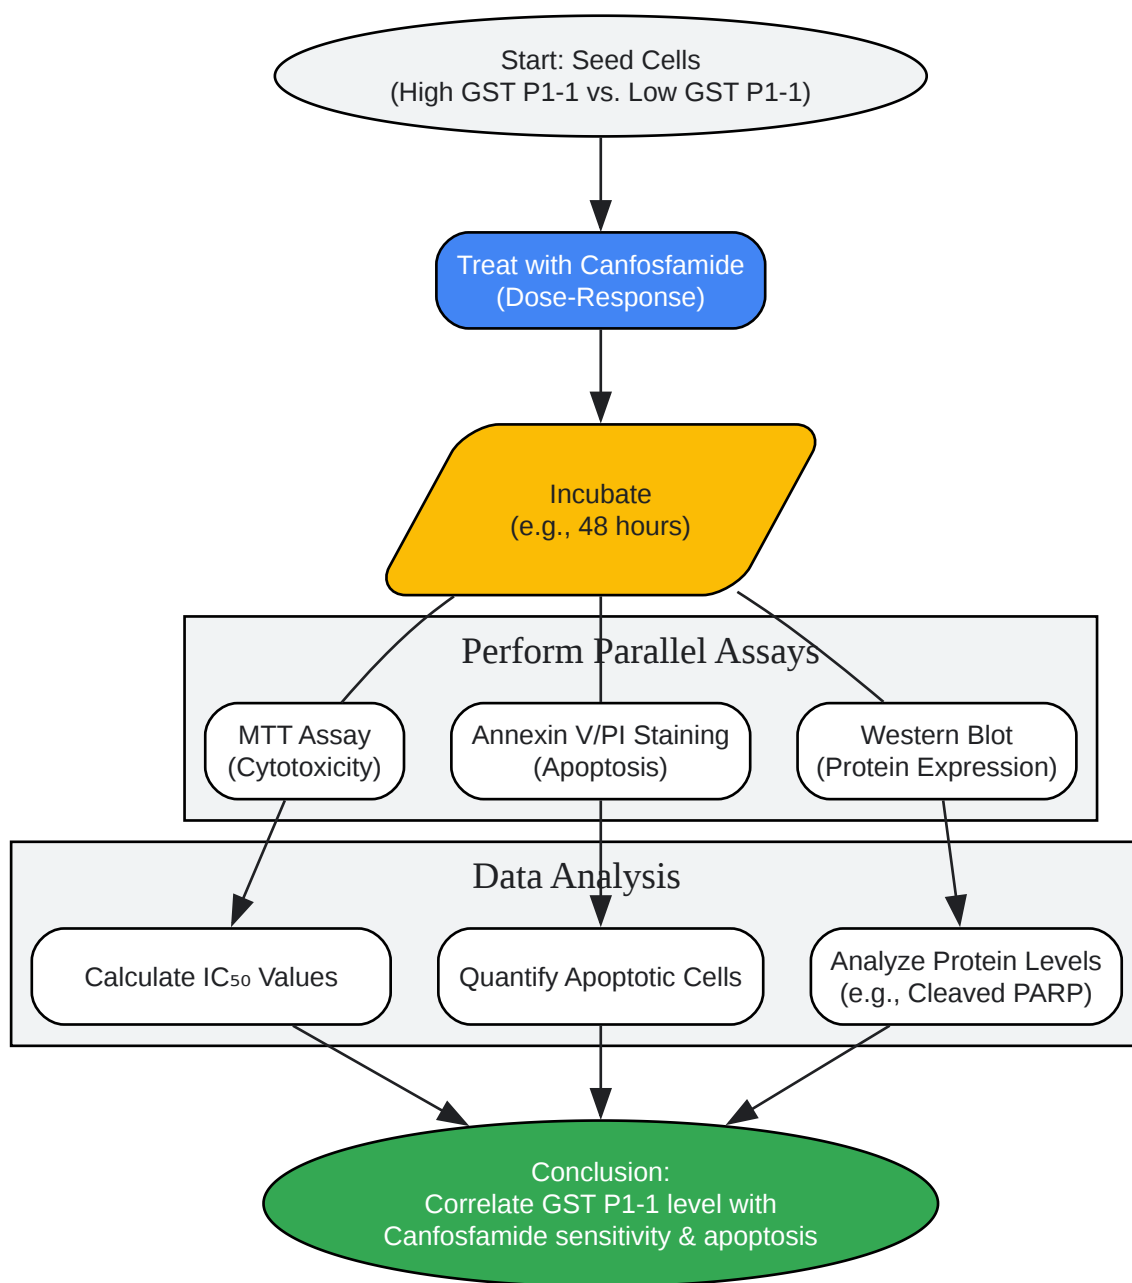 Start: Seed Cells
(High GST P1-1 vs. Low GST P1-1)
Treat with Canfosfamide
(Dose-Response)
Incubate
(e.g., 48 hours)
Perform Parallel Assays
MTT Assay
(Cytotoxicity)
Annexin V/PI Staining
(Apoptosis)
Western Blot
(Protein Expression)
Data Analysis
Calculate IC₅₀ Values
Quantify Apoptotic Cells
Analyze Protein Levels
(e.g., Cleaved PARP)
Conclusion:
Correlate GST P1-1 level with
Canfosfamide sensitivity & apoptosis